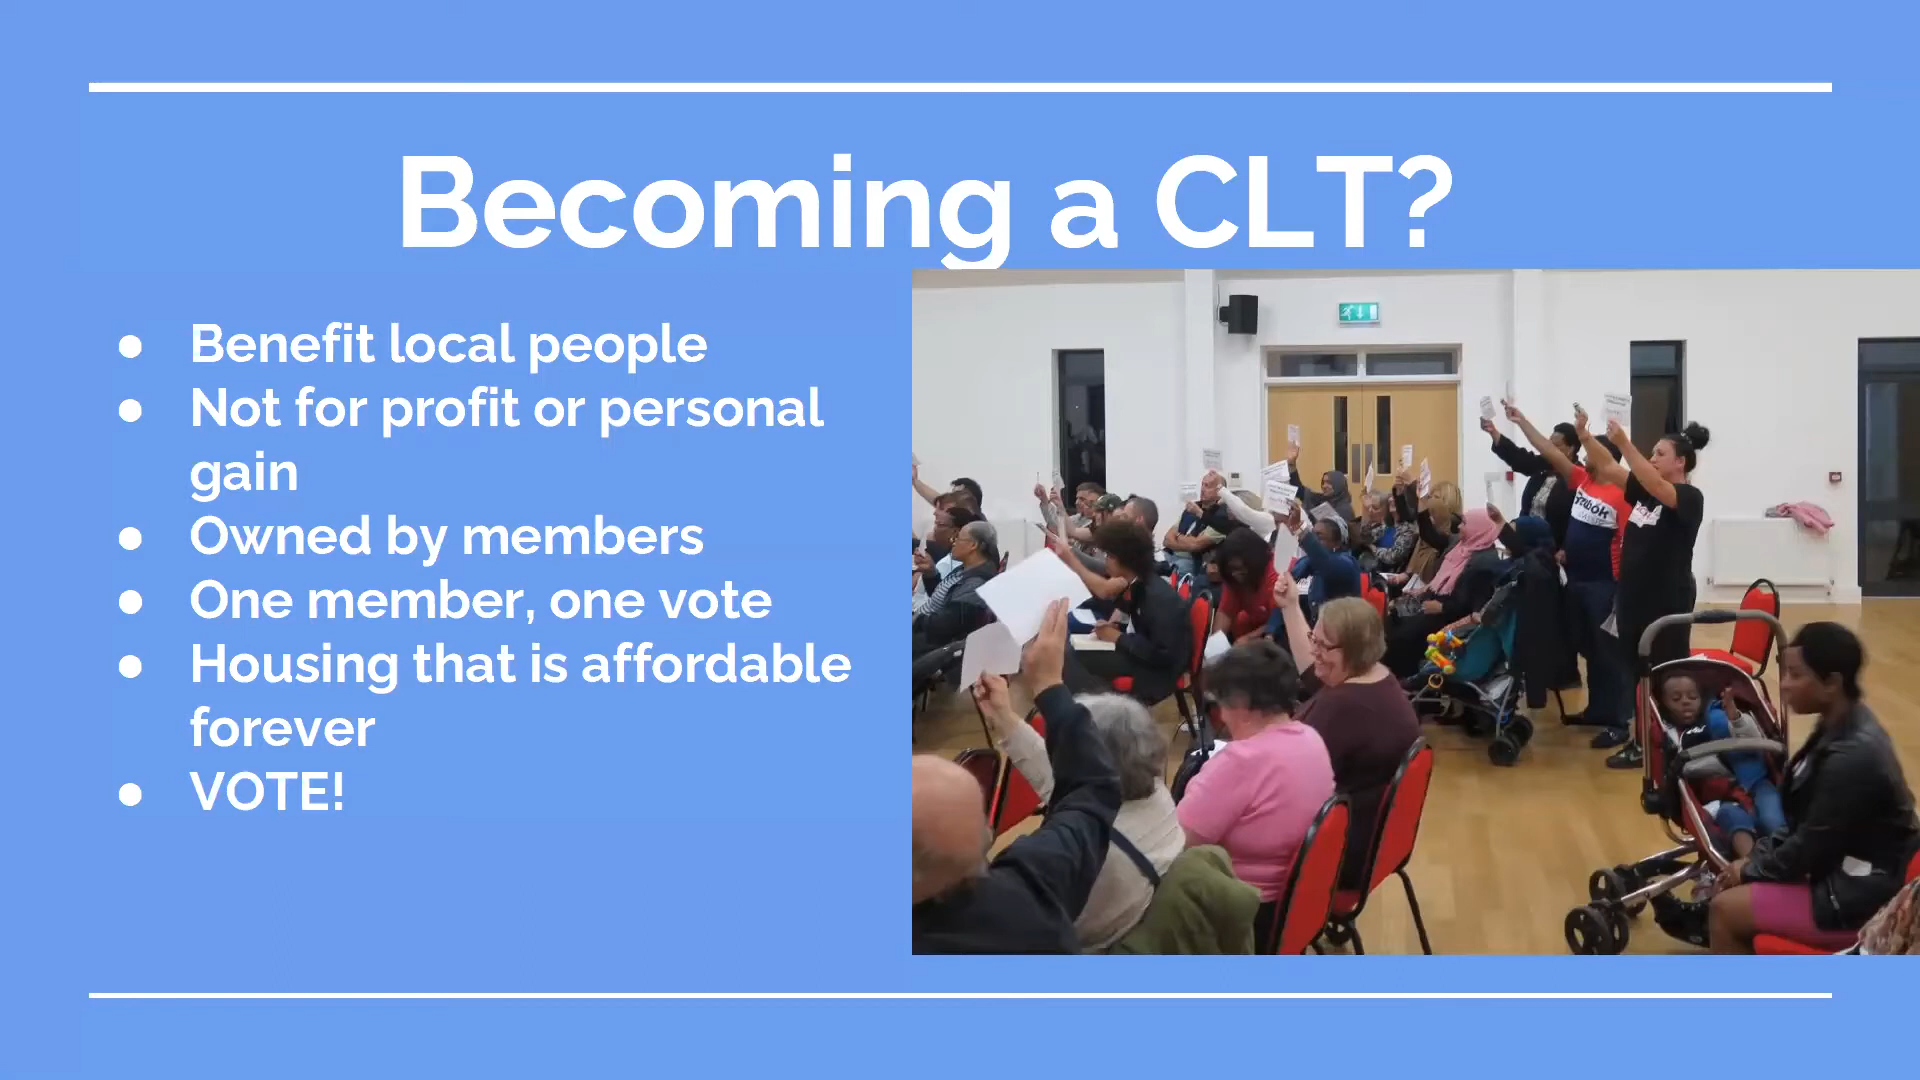 Becoming a CLT?
● Benefit local people
● Not for profit or personal
gain
● Owned by members
● One member, one vote
● Housing that is affordable
forever
● VOTE!